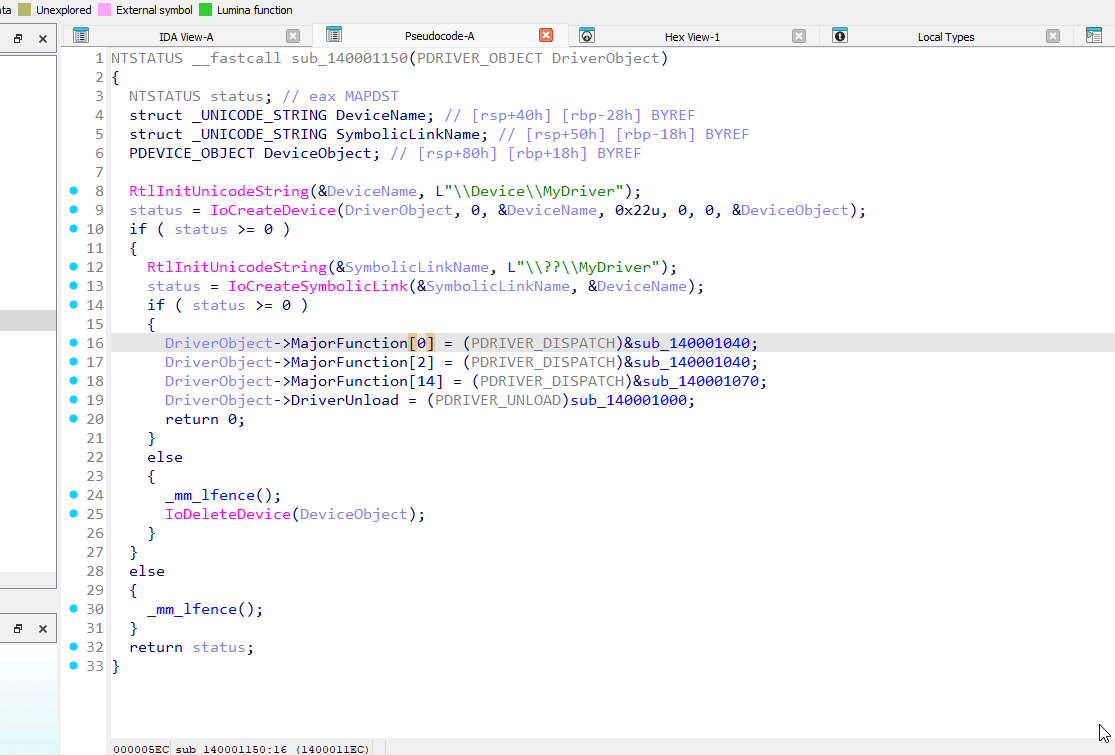 ta Unexplored External symbol Lumina function
IDA View-A Pseudocode-A Hex View-1 Local Types
1 NTSTATUS __fastcall sub_140001150(PDRIVER_OBJECT DriverObject)
2 {
3 NTSTATUS status; // eax MAPDST
4 struct _UNICODE_STRING DeviceName; // [rsp+40h] [rbp-28h] BYREF
5 struct _UNICODE_STRING SymbolicLinkName; // [rsp+50h] [rbp-18h] BYREF
6 PDEVICE_OBJECT DeviceObject; // [rsp+80h] [rbp+18h] BYREF
7
8 RtlInitUnicodeString(&DeviceName, L"\\Device\\MyDriver");
9 status = IoCreateDevice(DriverObject, 0, &DeviceName, 0x22u, 0, 0, &DeviceObject);
10 if ( status >= 0 )
11 {
12 RtlInitUnicodeString(&SymbolicLinkName, L"\\??\\MyDriver");
13 status = IoCreateSymbolicLink(&SymbolicLinkName, &DeviceName);
14 if ( status >= 0 )
15 {
16 DriverObject->MajorFunction[0] = (PDRIVER_DISPATCH)&sub_140001040;
17 DriverObject->MajorFunction[2] = (PDRIVER_DISPATCH)&sub_140001040;
18 DriverObject->MajorFunction[14] = (PDRIVER_DISPATCH)&sub_140001070;
19 DriverObject->DriverUnload = (PDRIVER_UNLOAD)sub_140001000;
20 return 0;
21 }
22 else
23 {
24 _mm_lfence();
25 IoDeleteDevice(DeviceObject);
26 }
27 }
28 else
29 {
30 _mm_lfence();
31 }
32 return status;
33 }
000005EC sub_140001150:16 (1400011EC)